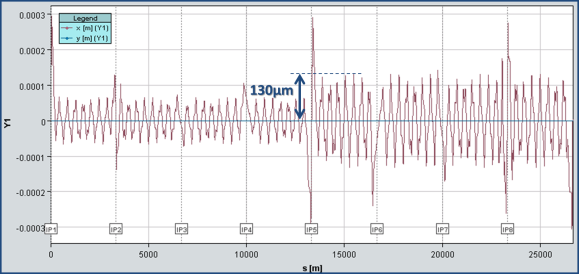 Legend
x [m] (Y1)
y [m] (Y1)
0.0003
0.0002
0.0001
0
-0.0001
-0.0002
-0.0003
Y1
130µm
IP1 IP2 IP3 IP4 IP5 IP6 IP7 IP8
0 5000 10000 15000 20000 25000
s [m]